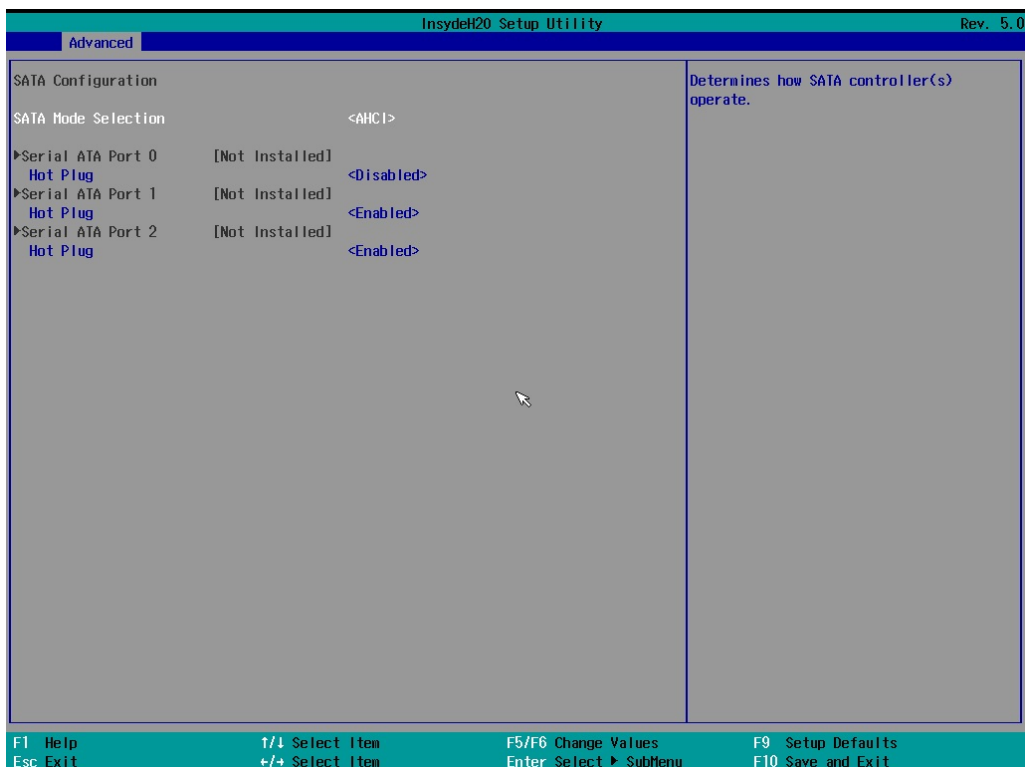 InsydeH20 Setup Utility Rev. 5.0
Advanced
SATA Configuration
SATA Mode Selection <AHCI>
▶Serial ATA Port 0 [Not Installed]
Hot Plug <Disabled>
▶Serial ATA Port 1 [Not Installed]
Hot Plug <Enabled>
▶Serial ATA Port 2 [Not Installed]
Hot Plug <Enabled>
Determines how SATA controller(s)
operate.
F1 Help ↑/↓ Select Item F5/F6 Change Values F9 Setup Defaults
Esc Exit ←/→ Select Item Enter Select ▶ SubMenu F10 Save and Exit